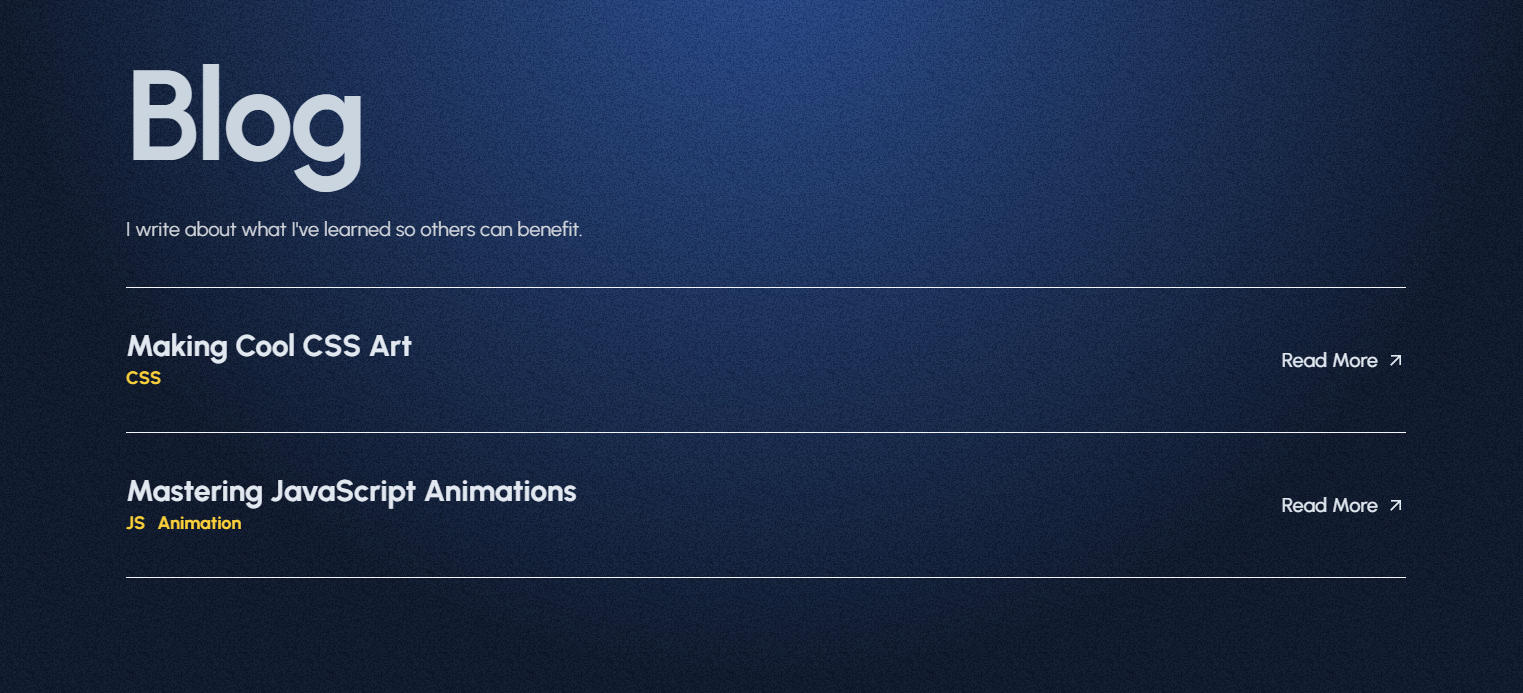 Blog
I write about what I've learned so others can benefit.
Making Cool CSS Art
CSS
Read More
Mastering JavaScript Animations
JS Animation
Read More